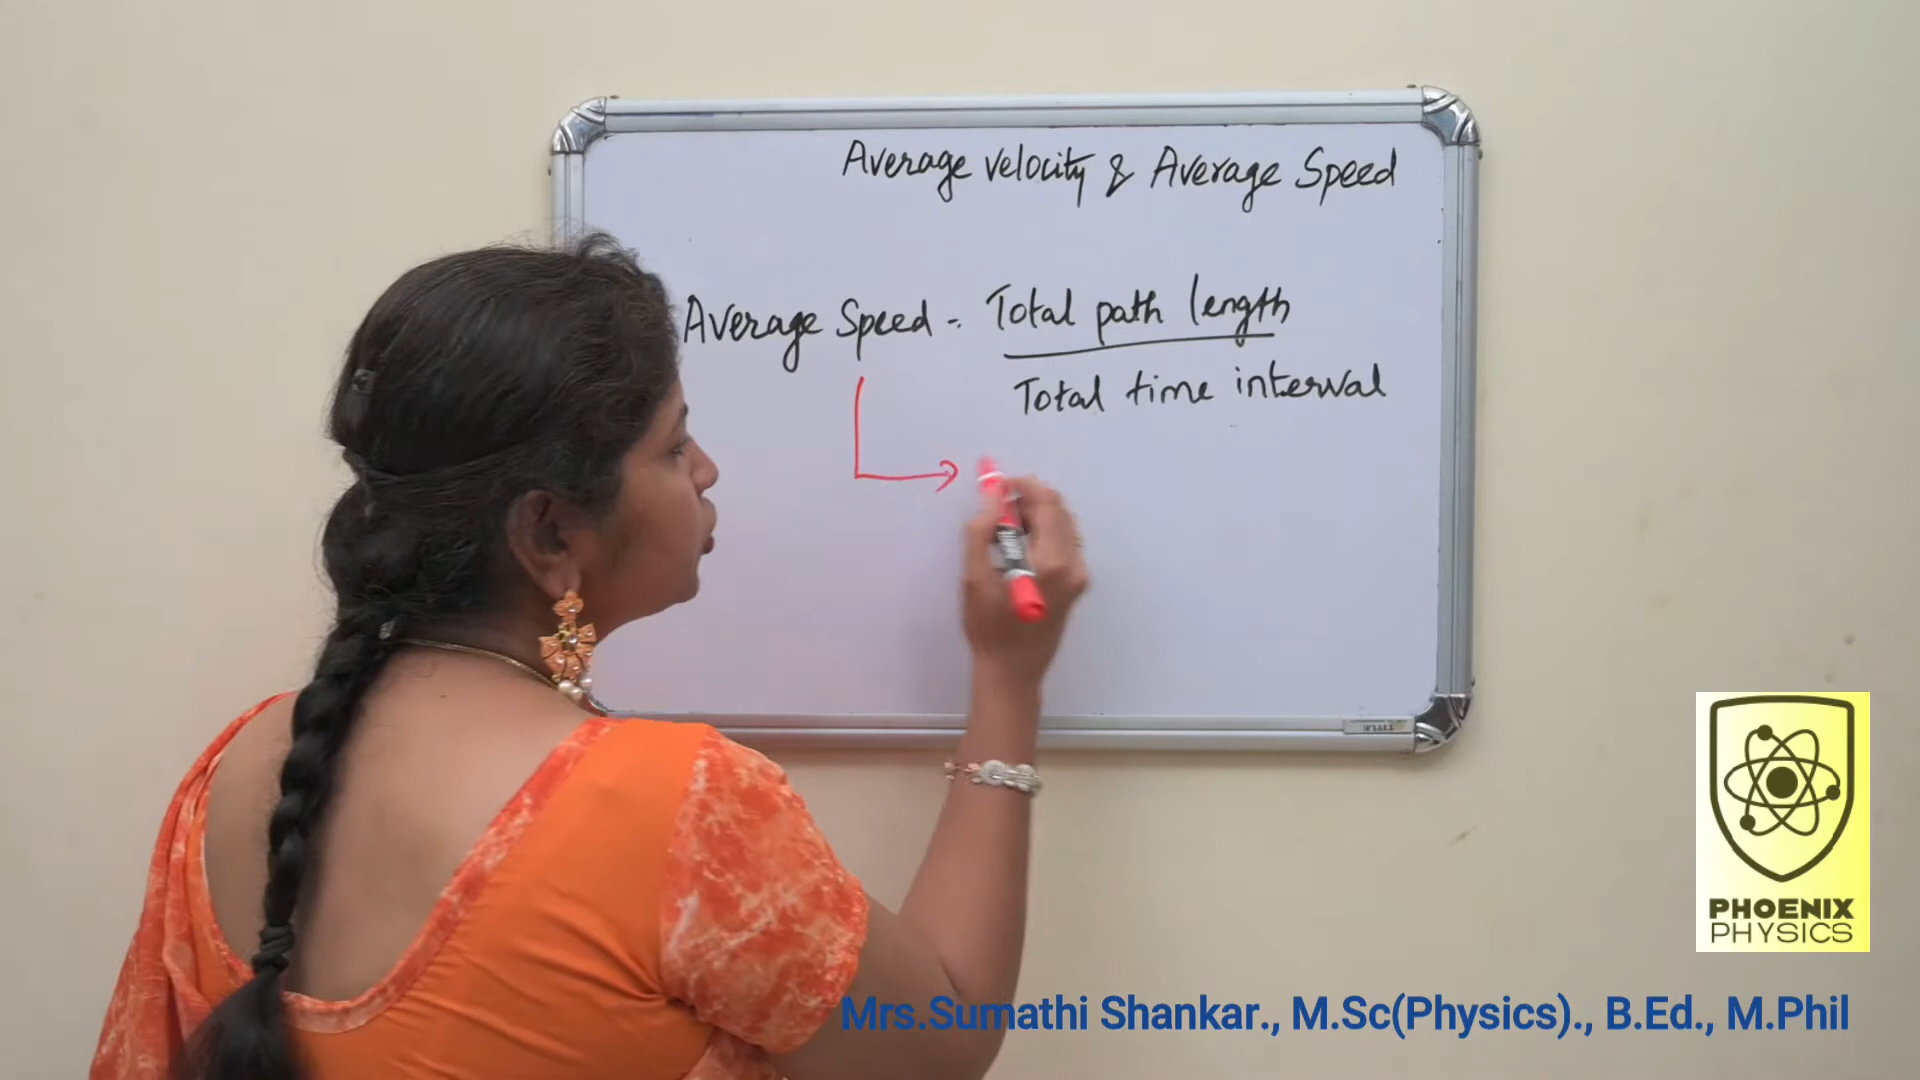 Average velocity & Average Speed
Average Speed = Total path length
Total time interval
PHOENIX
PHYSICS
Mrs.Sumathi Shankar., M.Sc(Physics)., B.Ed., M.Phil